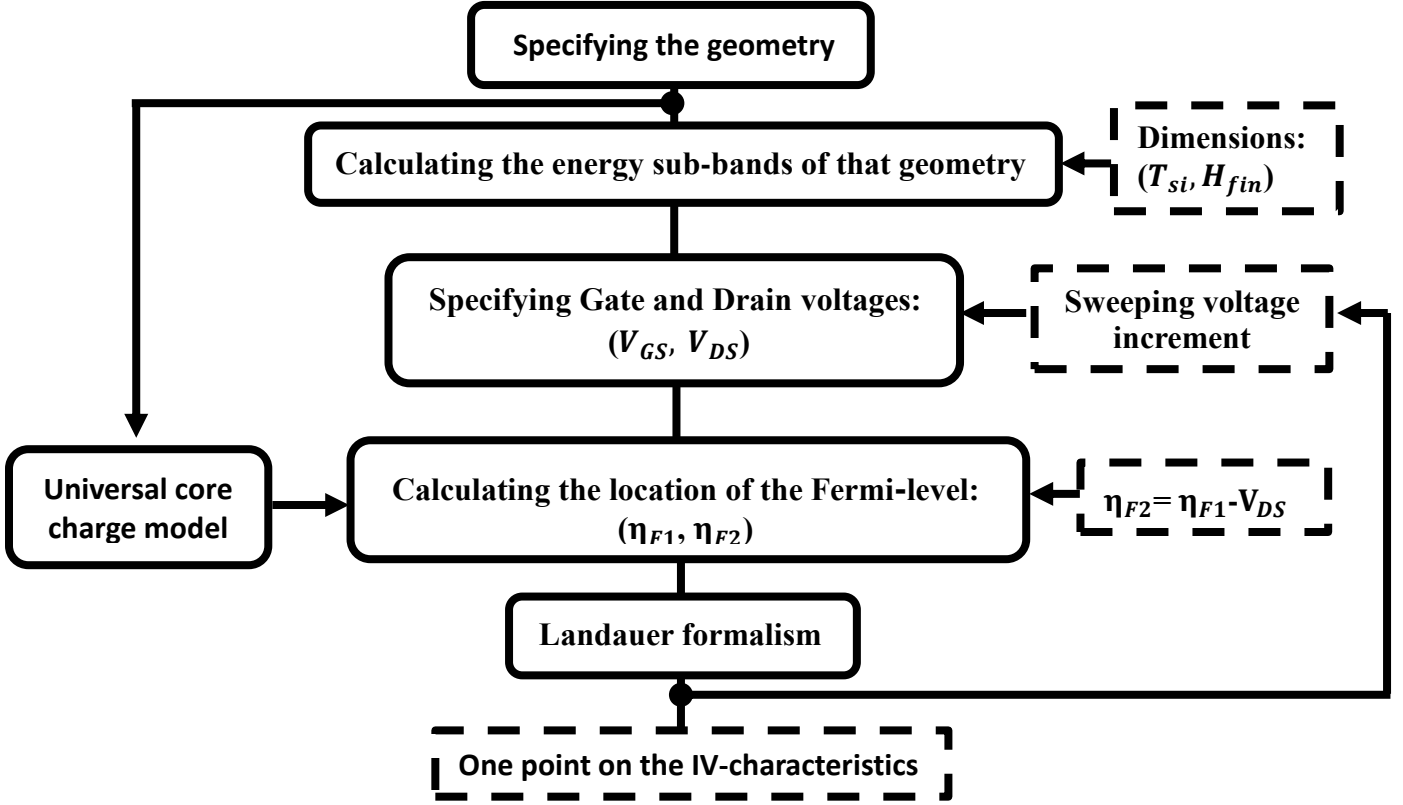 Specifying the geometry
Calculating the energy sub-bands of that geometry
Dimensions:
(T_si, H_fin)
Specifying Gate and Drain voltages:
(V_GS, V_DS)
Sweeping voltage
increment
Universal core
charge model
Calculating the location of the Fermi-level:
(η_F1, η_F2)
η_F2= η_F1-V_DS
Landauer formalism
One point on the IV-characteristics